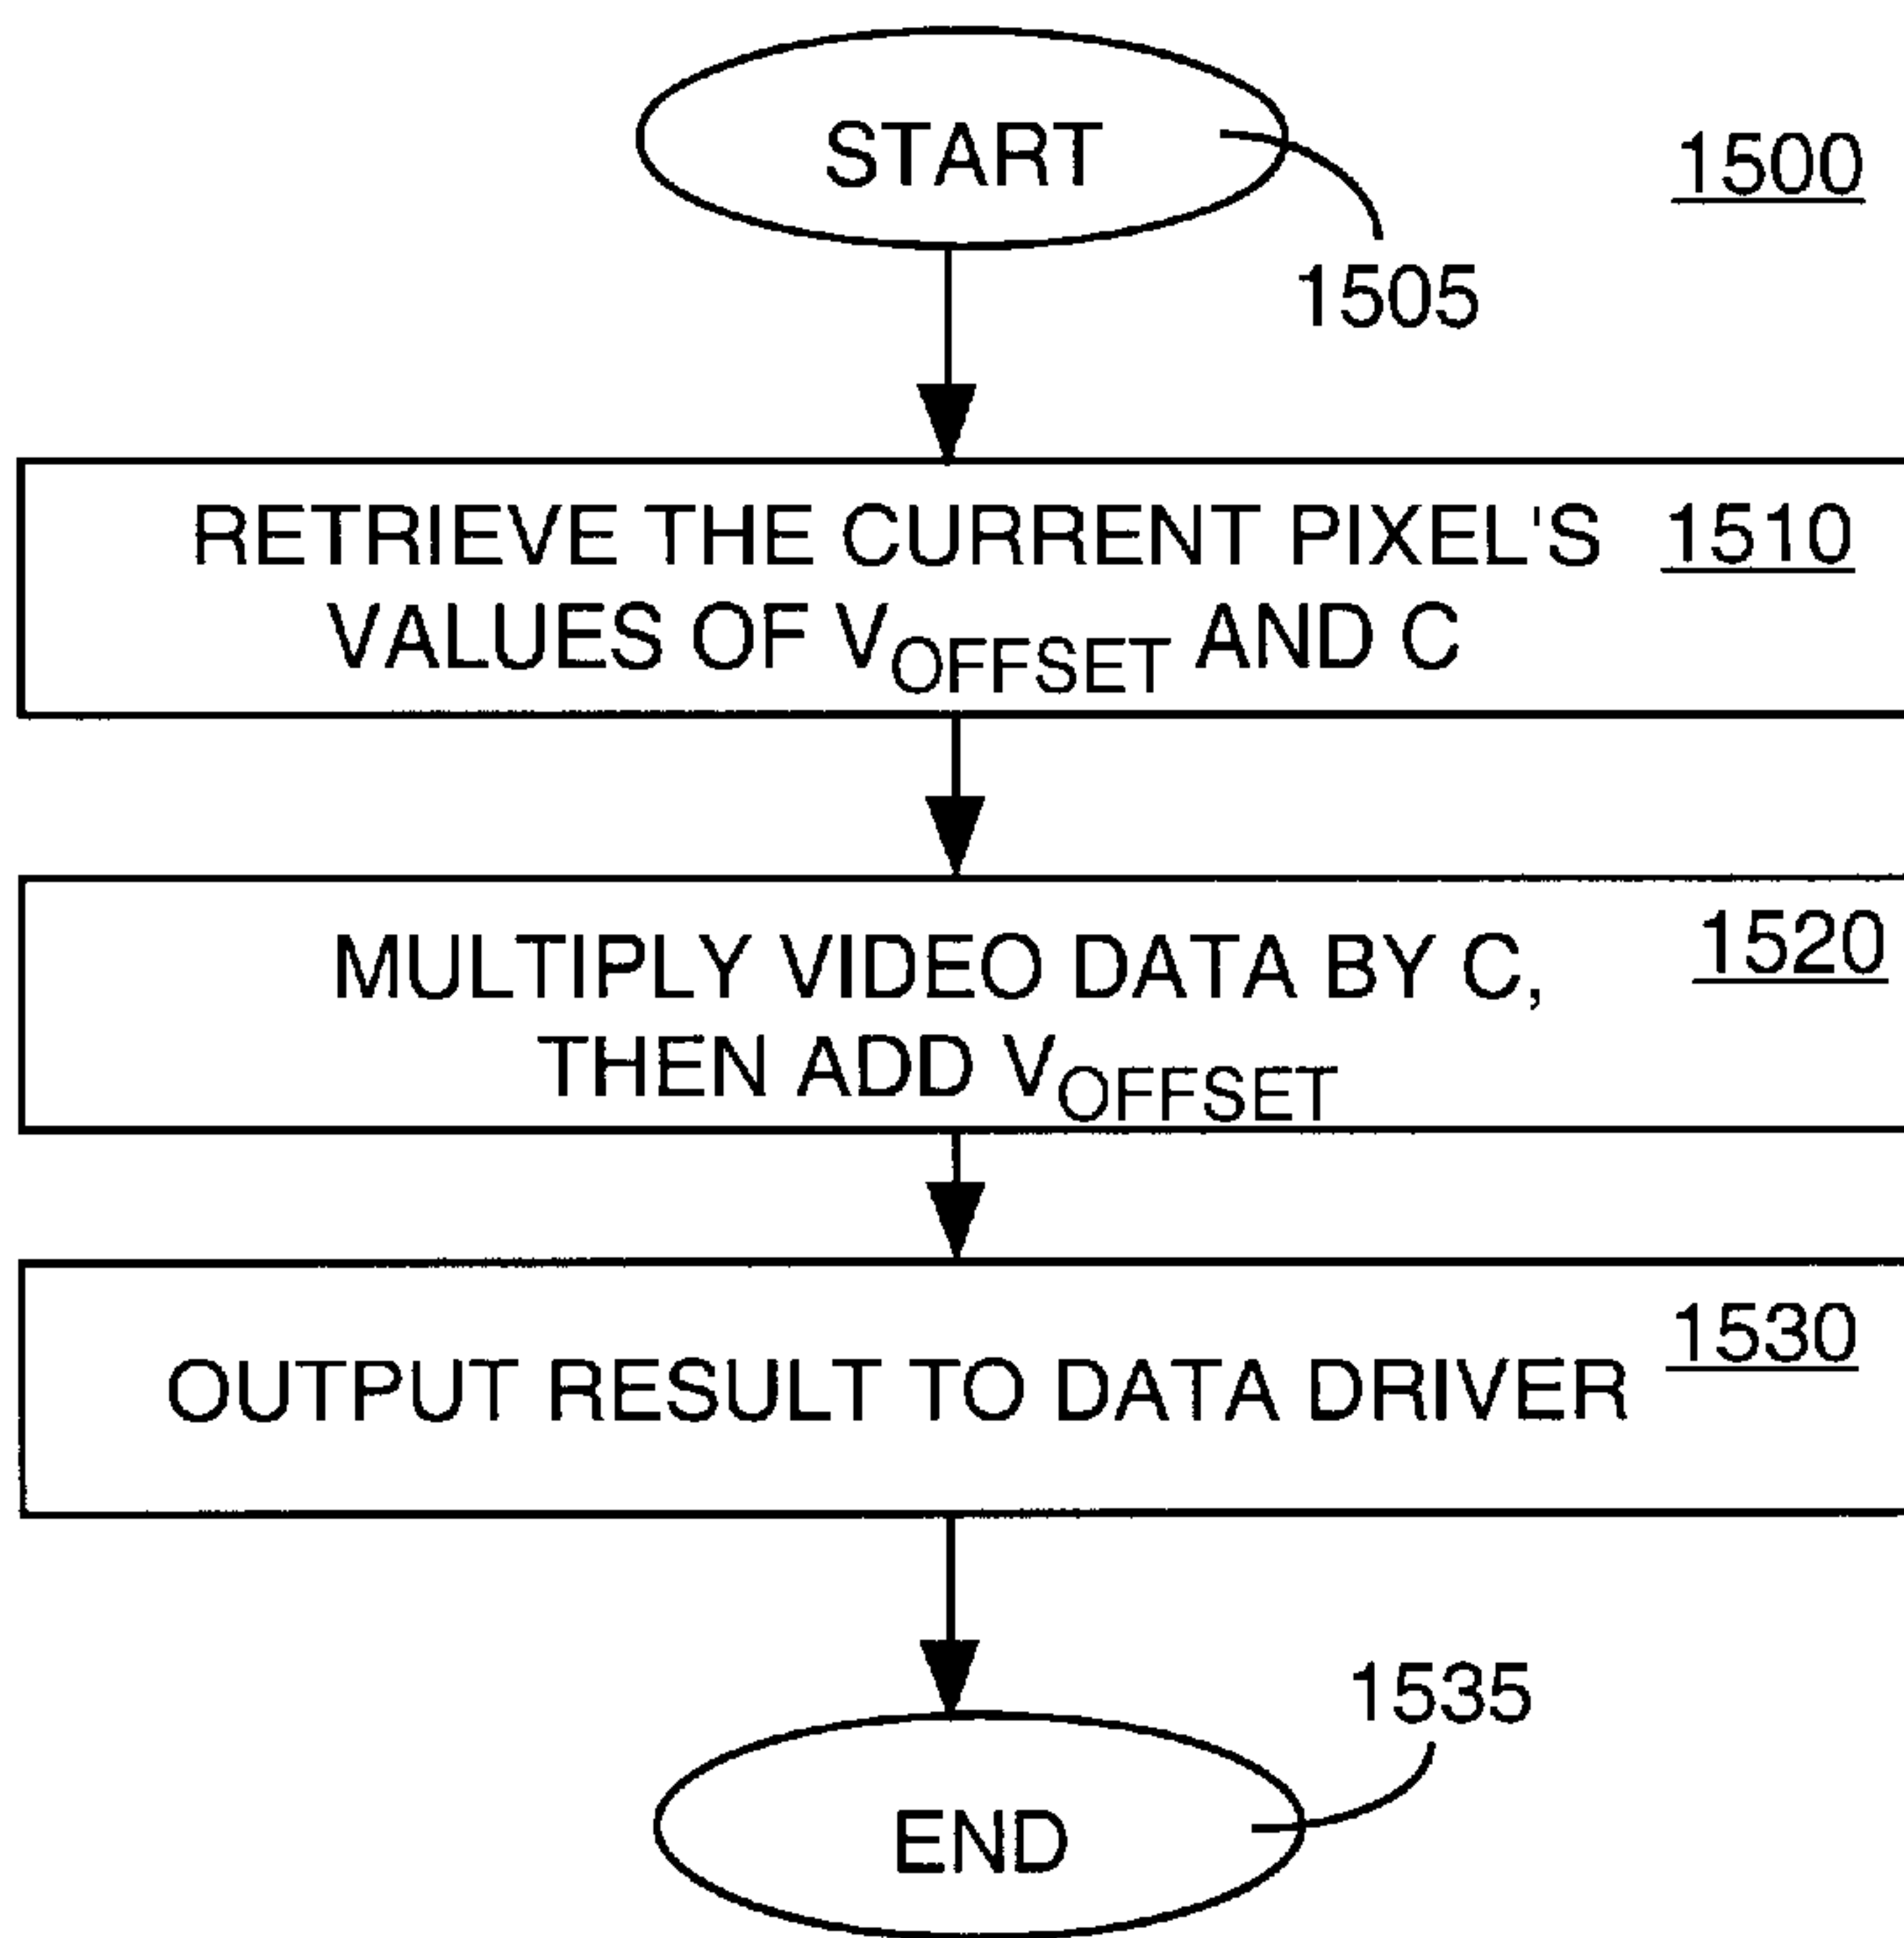 START
1500
1505
RETRIEVE THE CURRENT PIXEL'S 1510
VALUES OF VOFFSET AND C
MULTIPLY VIDEO DATA BY C, 1520
THEN ADD VOFFSET
1530
OUTPUT RESULT TO DATA DRIVER
1535
END